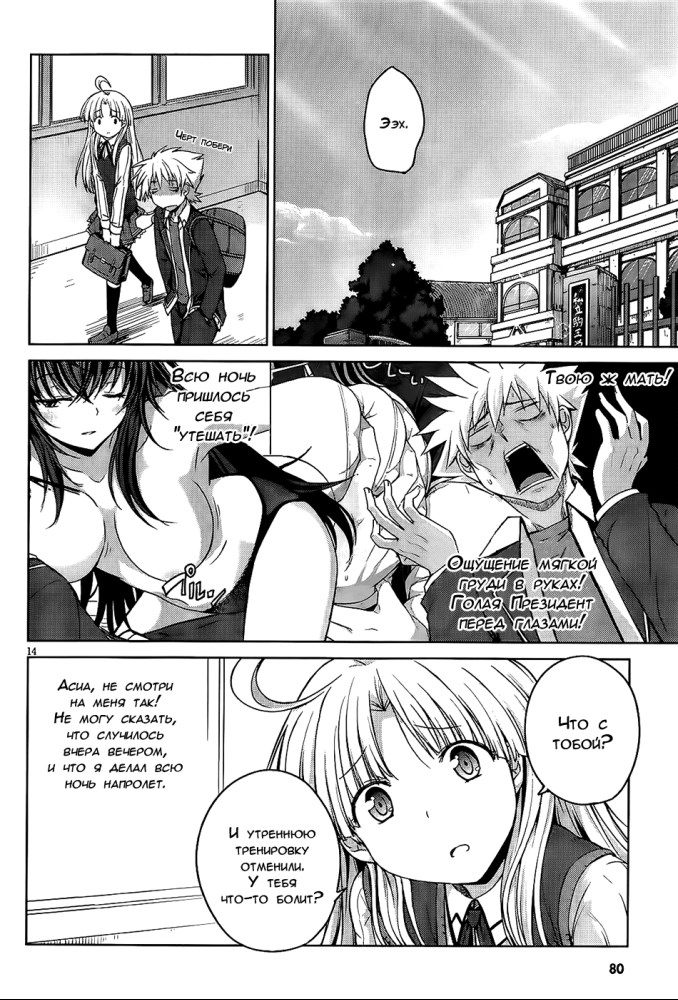 Ээх.
Черт побери
Всю ночь
пришлось
себя
"утешать"!
Твою ж мать!
Ощущение мягкой
груди в руках!
Голая Президент
перед глазами!
14
Асиа, не смотри
на меня так!
Не могу сказать,
что случилось
вчера вечером,
и что я делал всю
ночь напролет.
Что с
тобой?
И утреннюю
тренировку
отменили.
У тебя
что-то болит?
80